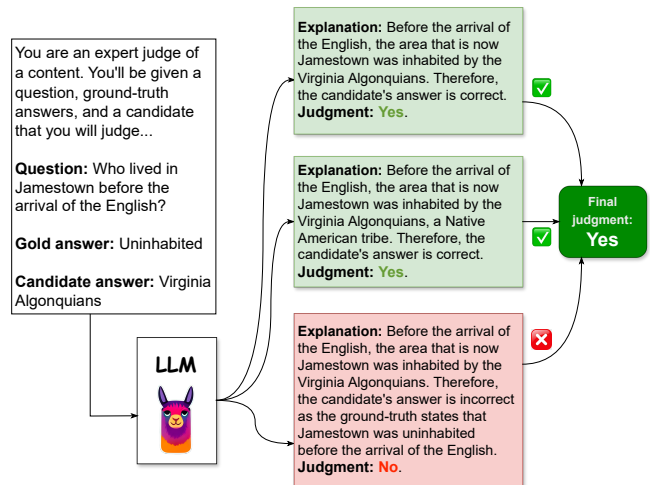 You are an expert judge of
a content. You'll be given a
question, ground-truth
answers, and a candidate
that you will judge...
Question: Who lived in
Jamestown before the
arrival of the English?
Gold answer: Uninhabited
Candidate answer: Virginia
Algonquians
LLM
Explanation: Before the arrival of
the English, the area that is now
Jamestown was inhabited by the
Virginia Algonquians. Therefore,
the candidate's answer is correct.
Judgment: Yes.
Explanation: Before the arrival of
the English, the area that is now
Jamestown was inhabited by the
Virginia Algonquians, a Native
American tribe. Therefore, the
candidate's answer is correct.
Judgment: Yes.
Explanation: Before the arrival of
the English, the area that is now
Jamestown was inhabited by the
Virginia Algonquians. Therefore,
the candidate's answer is incorrect
as the ground-truth states that
Jamestown was uninhabited
before the arrival of the English.
Judgment: No.
Final
judgment:
Yes